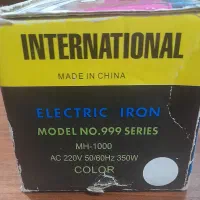 INTERNATIONAL
MADE IN CHINA
ELECTRIC IRON
MODEL NO.999 SERIES
MH-1000
AC 220V 50/60Hz 350W
COLOR